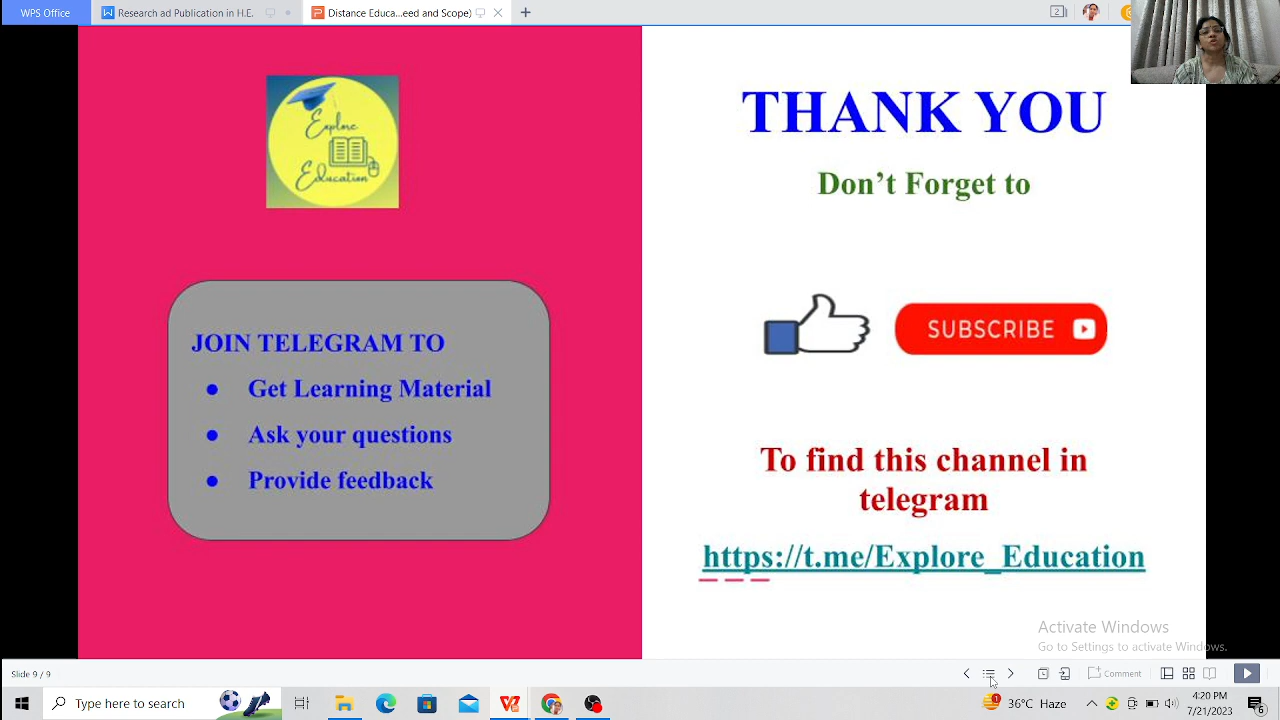 WPS Office
Research ad Publication in ED...
Distance Educa...eed and Scope
Explore
Education
JOIN TELEGRAM TO
● Get Learning Material
● Ask your questions
● Provide feedback
THANK YOU
Don’t Forget to
SUBSCRIBE
To find this channel in
telegram
https://t.me/Explore_Education
Activate Windows
Go to Settings to activate Windows.
Slide 9 / 9
Comment
Type here to search
36°C
4:20 PM
7/21/2023